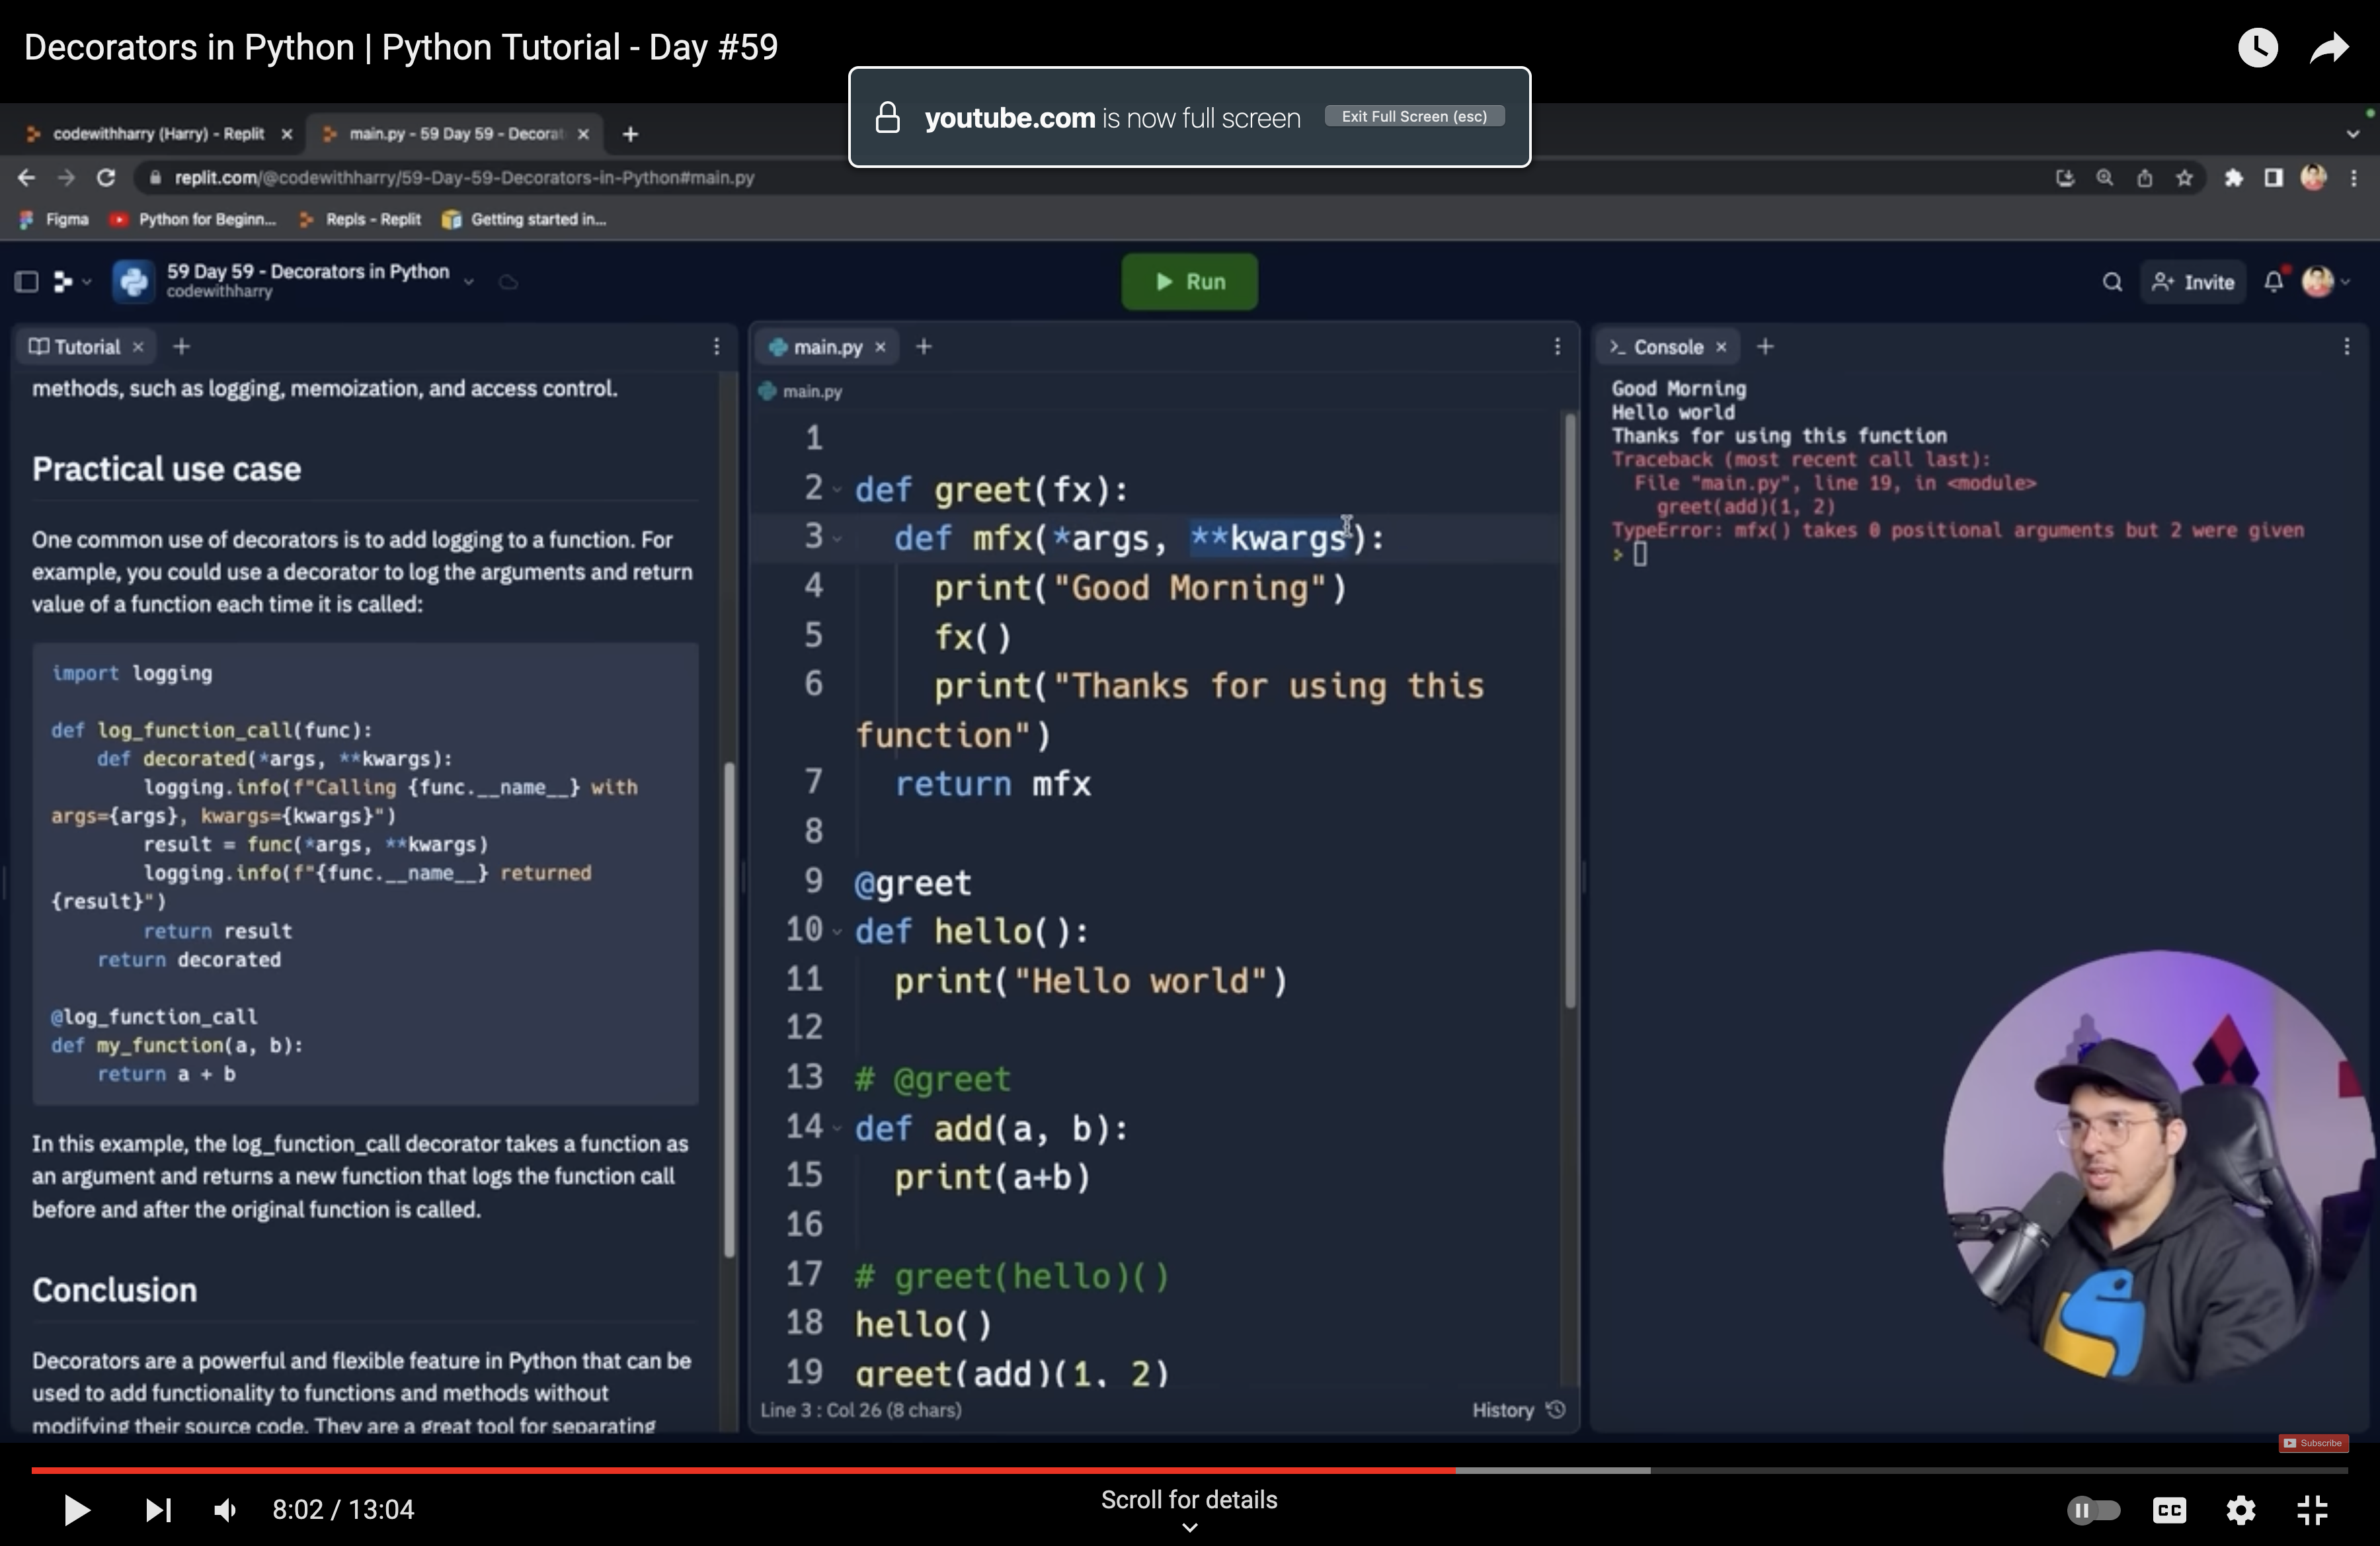 Decorators in Python | Python Tutorial - Day #59
youtube.com is now full screen Exit Full Screen (esc)
codewithharry (Harry) - Replit
main.py - 59 Day 59 - Decorat
replit.com/@codewithharry/59-Day-59-Decorators-in-Python#main.py
Figma
Python for Beginn...
Repls - Replit
Getting started in...
59 Day 59 - Decorators in Python
codewithharry
Run
Invite
Tutorial
methods, such as logging, memoization, and access control.
Practical use case
One common use of decorators is to add logging to a function. For
example, you could use a decorator to log the arguments and return
value of a function each time it is called:
import logging
def log_function_call(func):
    def decorated(*args, **kwargs):
        logging.info(f"Calling {func.__name__} with
args={args}, kwargs={kwargs}")
        result = func(*args, **kwargs)
        logging.info(f"{func.__name__} returned
{result}")
        return result
    return decorated
@log_function_call
def my_function(a, b):
    return a + b
In this example, the log_function_call decorator takes a function as
an argument and returns a new function that logs the function call
before and after the original function is called.
Conclusion
Decorators are a powerful and flexible feature in Python that can be
used to add functionality to functions and methods without
modifying their source code. They are a great tool for separating
main.py
main.py
1
2 def greet(fx):
3   def mfx(*args, **kwargs):
4     print("Good Morning")
5     fx()
6     print("Thanks for using this
function")
7   return mfx
8
9 @greet
10 def hello():
11   print("Hello world")
12
13 # @greet
14 def add(a, b):
15   print(a+b)
16
17 # greet(hello)()
18 hello()
19 greet(add)(1, 2)
Line 3 : Col 26 (8 chars)
History
>_ Console
Good Morning
Hello world
Thanks for using this function
Traceback (most recent call last):
  File "main.py", line 19, in <module>
    greet(add)(1, 2)
TypeError: mfx() takes 0 positional arguments but 2 were given
>
Subscribe
8:02 / 13:04
Scroll for details
CC